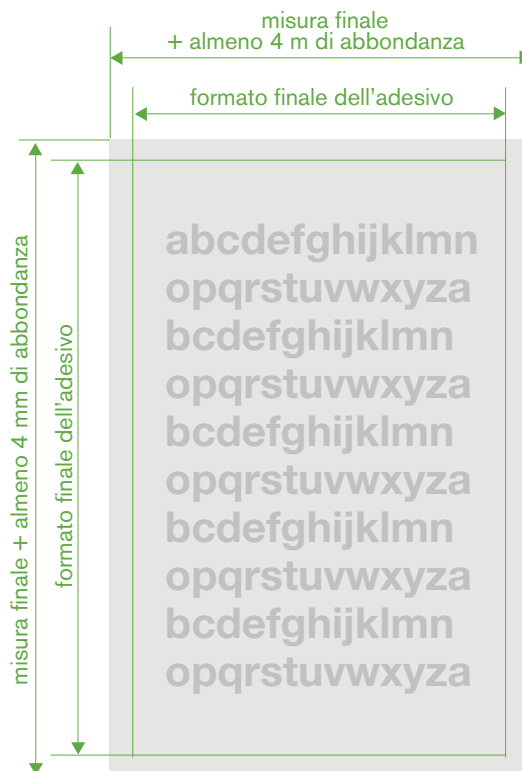 misura finale
+ almeno 4 m di abbondanza
formato finale dell'adesivo
misura finale + almeno 4 mm di abbondanza
formato finale dell'adesivo
abcdefghijklmn
opqrstuvwxyza
bcdefghijklmn
opqrstuvwxyza
bcdefghijklmn
opqrstuvwxyza
bcdefghijklmn
opqrstuvwxyza
bcdefghijklmn
opqrstuvwxyza